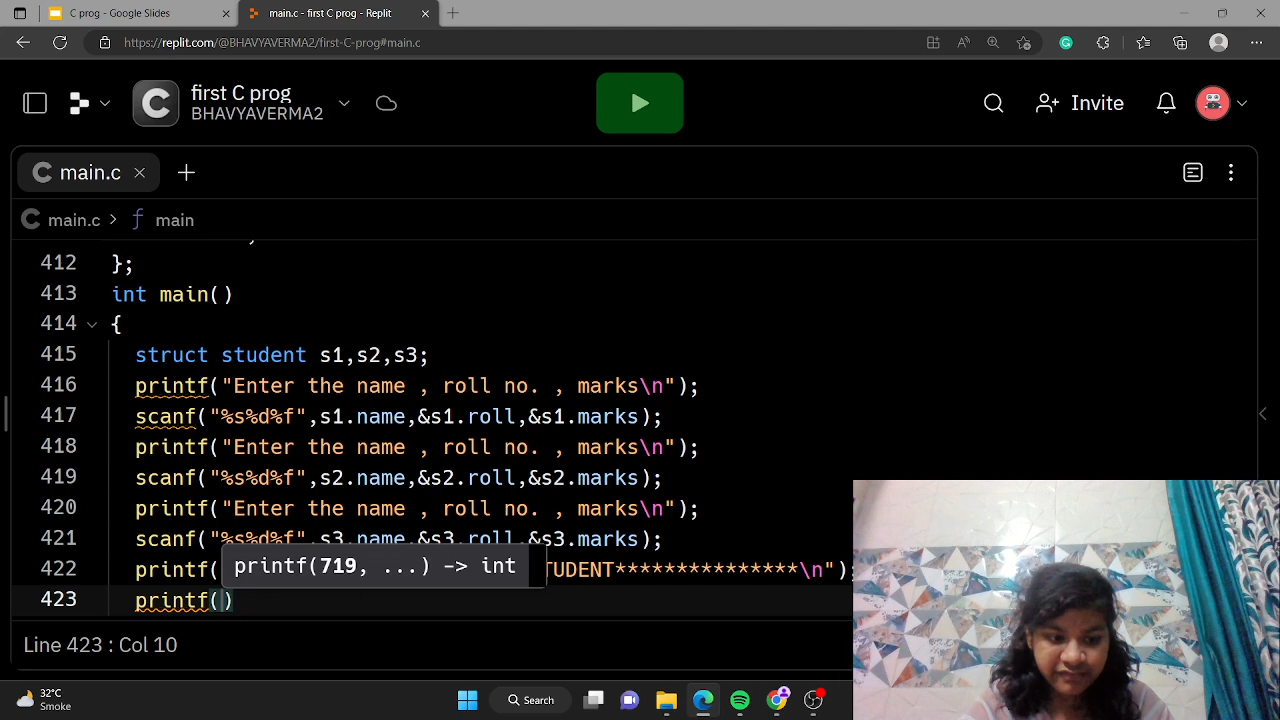 C prog - Google Slides
main.c - first C prog - Replit
https://replit.com/@BHAVYAVERMA2/first-C-prog#main.c
first C prog
BHAVYAVERMA2
Invite
main.c
main.c > main
412 };
413 int main()
414 {
415 struct student s1,s2,s3;
416 printf("Enter the name , roll no. , marks\n");
417 scanf("%s%d%f",s1.name,&s1.roll,&s1.marks);
418 printf("Enter the name , roll no. , marks\n");
419 scanf("%s%d%f",s2.name,&s2.roll,&s2.marks);
420 printf("Enter the name , roll no. , marks\n");
421 scanf("%s%d%f",s3.name,&s3.roll,&s3.marks);
printf(719, ...) -> int
422 printf( TUDENT***************\n");
423 printf()
Line 423 : Col 10
32°C
Smoke
Search